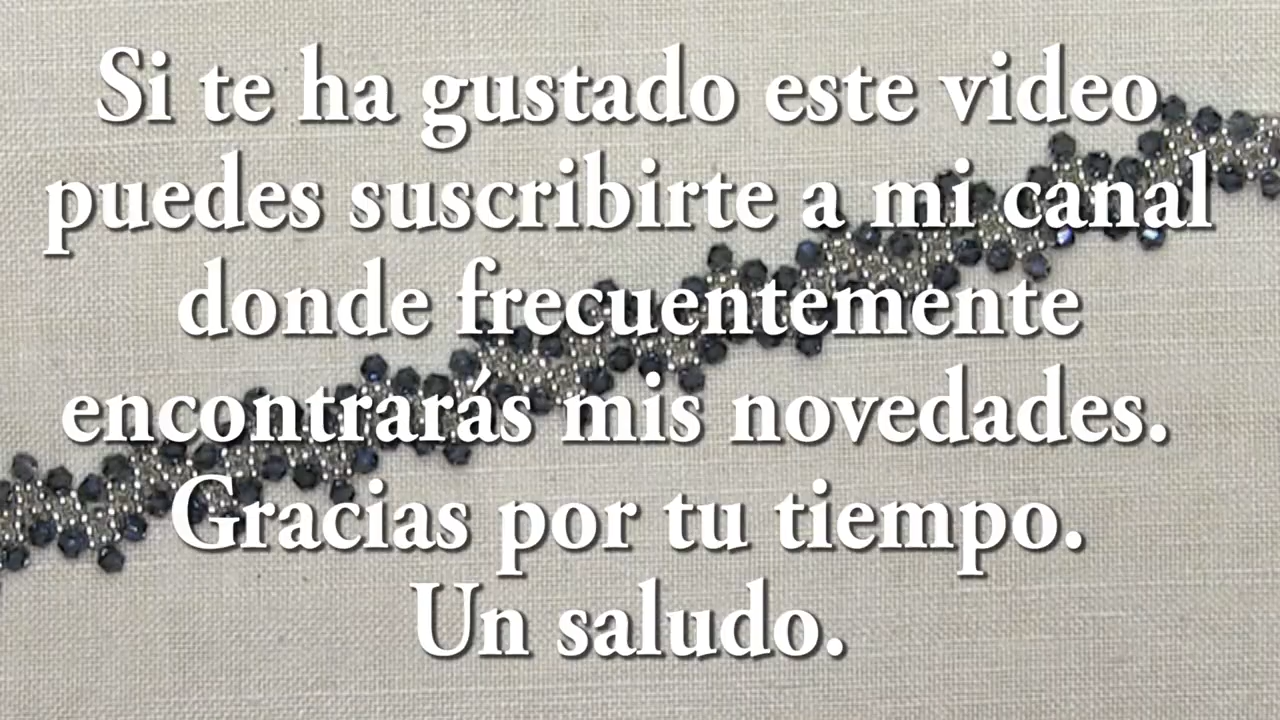 Si te ha gustado este video
puedes suscribirte a mi canal
donde frecuentemente
encontrarás mis novedades.
Gracias por tu tiempo.
Un saludo.